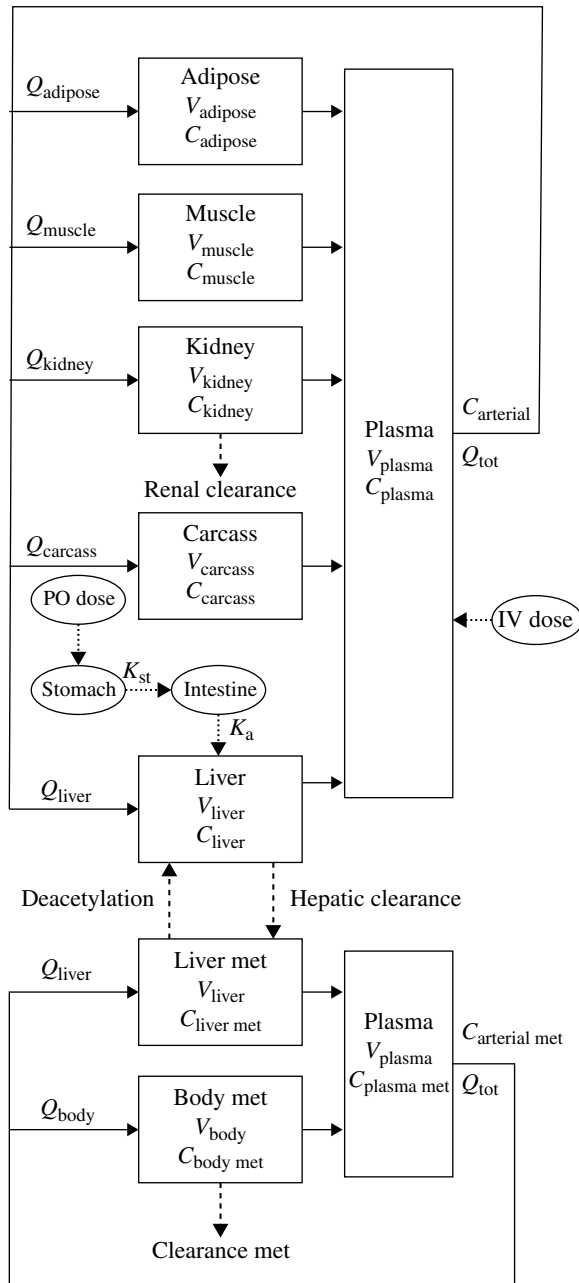 Q_adipose
Adipose
V_adipose
C_adipose
Q_muscle
Muscle
V_muscle
C_muscle
Q_kidney
Kidney
V_kidney
C_kidney
Renal clearance
Plasma
V_plasma
C_plasma
C_arterial
Q_tot
Q_carcass
Carcass
V_carcass
C_carcass
PO dose
IV dose
Stomach
K_st
Intestine
K_a
Q_liver
Liver
V_liver
C_liver
Deacetylation
Hepatic clearance
Q_liver
Liver met
V_liver
C_liver met
Plasma
V_plasma
C_plasma met
C_arterial met
Q_tot
Q_body
Body met
V_body
C_body met
Clearance met